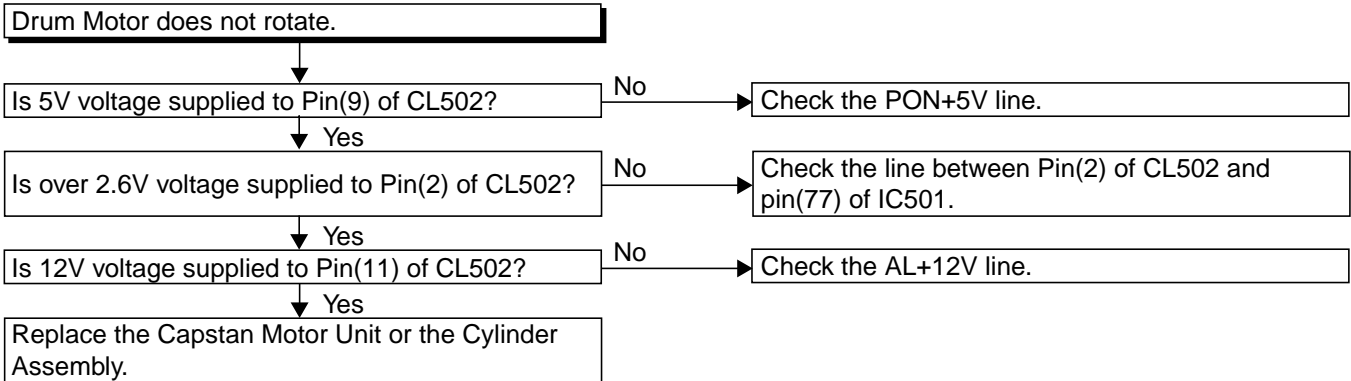 Drum Motor does not rotate.
Is 5V voltage supplied to Pin(9) of CL502?
No
Check the PON+5V line.
Yes
Is over 2.6V voltage supplied to Pin(2) of CL502?
No
Check the line between Pin(2) of CL502 and
pin(77) of IC501.
Yes
Is 12V voltage supplied to Pin(11) of CL502?
No
Check the AL+12V line.
Yes
Replace the Capstan Motor Unit or the Cylinder
Assembly.